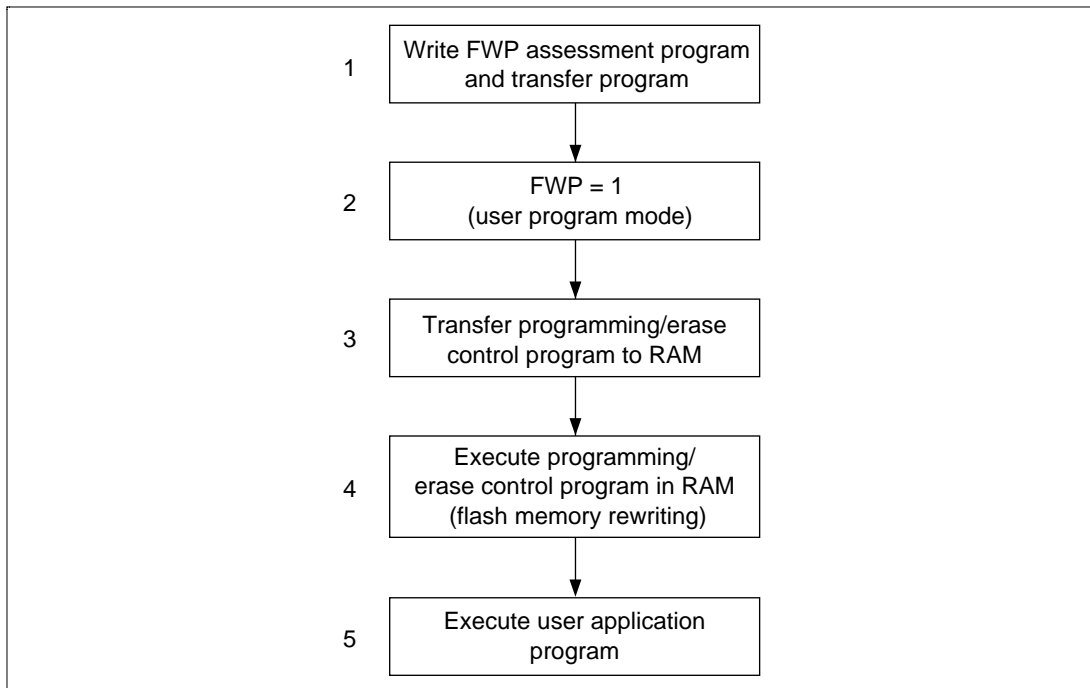 1
Write FWP assessment program
and transfer program
2
FWP = 1
(user program mode)
3
Transfer programming/erase
control program to RAM
4
Execute programming/
erase control program in RAM
(flash memory rewriting)
5
Execute user application
program